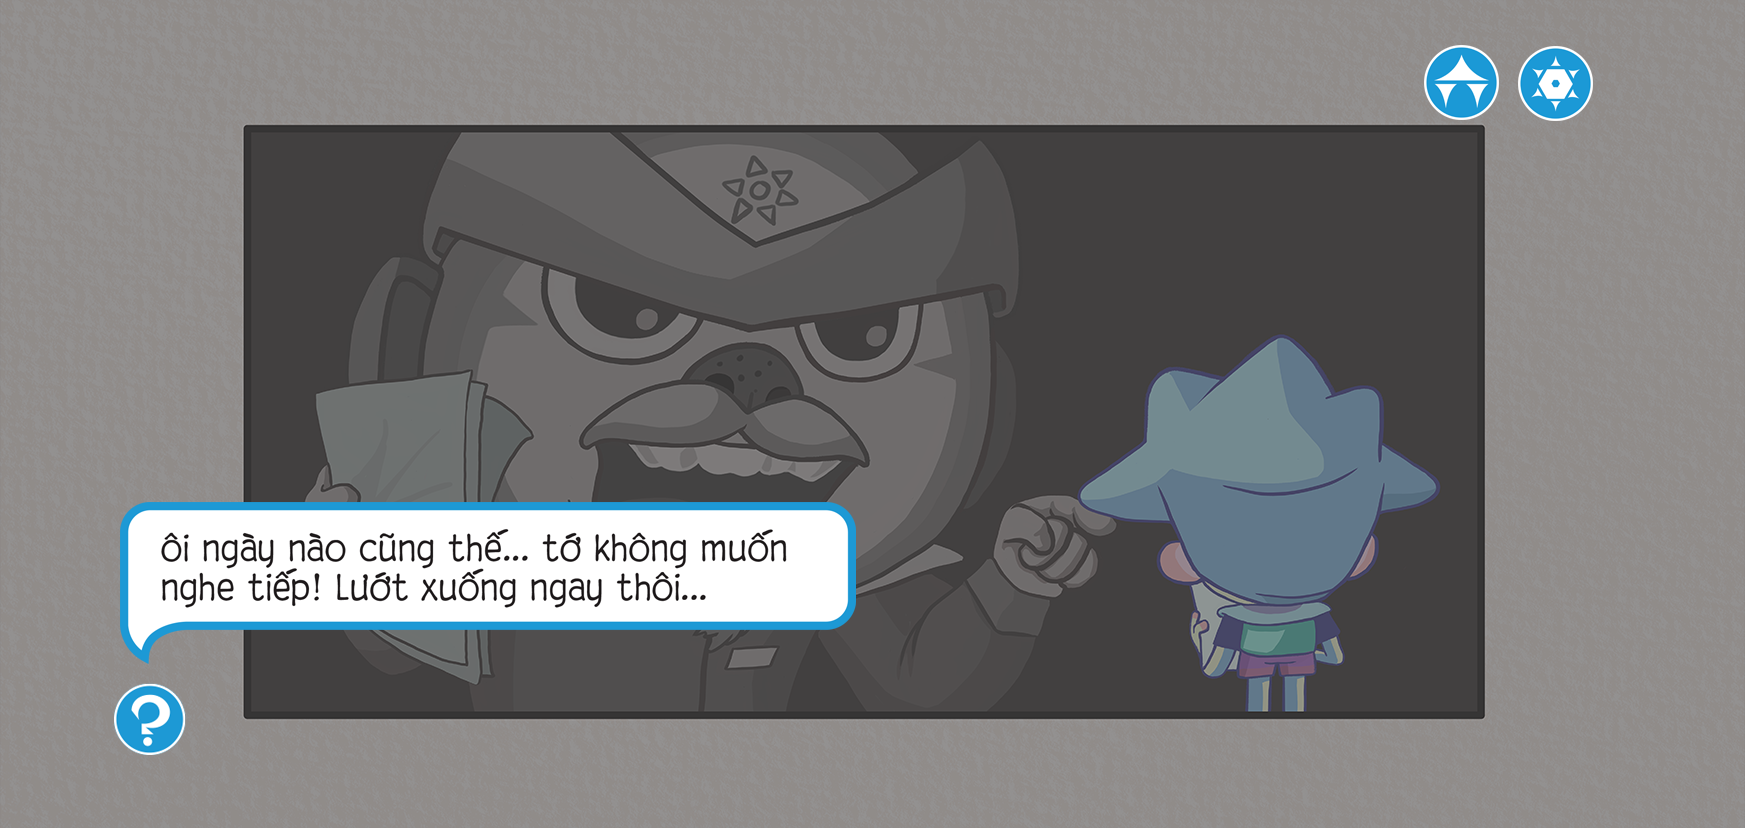 ôi ngày nào cũng thế... tớ không muốn
nghe tiếp! Lướt xuống ngay thôi...
?